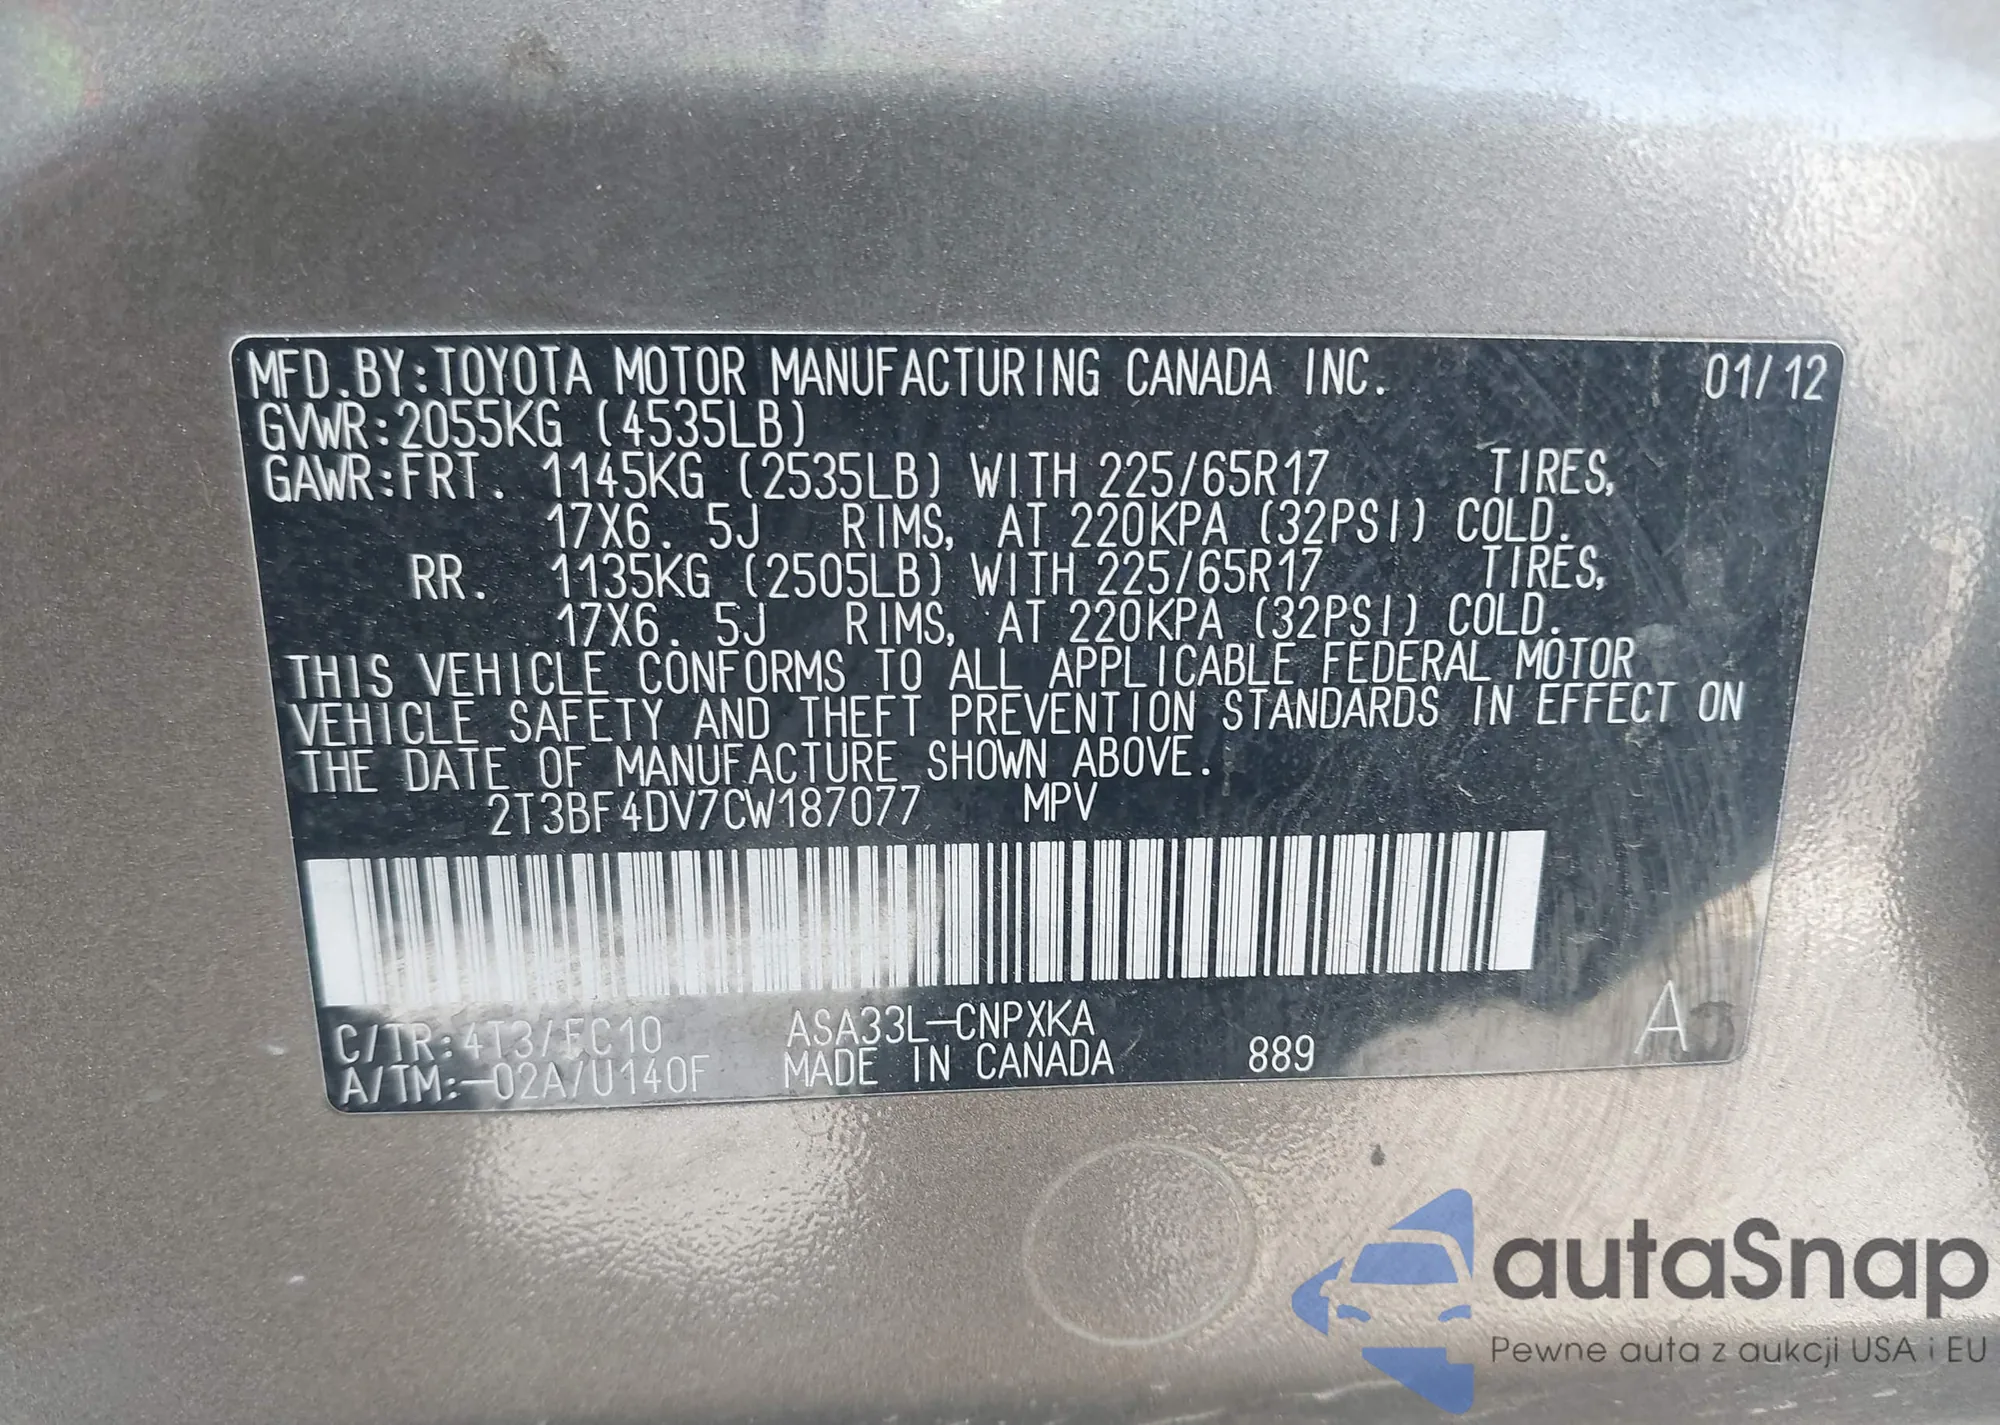 MFD.BY:TOYOTA MOTOR MANUFACTURING CANADA INC. 01/12
GVWR:2055KG (4535LB)
GAWR:FRT. 1145KG (2535LB) WITH 225/65R17 TIRES,
17X6. 5J RIMS, AT 220KPA (32PSI) COLD.
RR. 1135KG (2505LB) WITH 225/65R17 TIRES,
17X6. 5J RIMS, AT 220KPA (32PSI) COLD.
THIS VEHICLE CONFORMS TO ALL APPLICABLE FEDERAL MOTOR
VEHICLE SAFETY AND THEFT PREVENTION STANDARDS IN EFFECT ON
THE DATE OF MANUFACTURE SHOWN ABOVE.
2T3BF4DV7CW187077 MPV
C/TR:4T3/FC10 ASA33L-CNPXKA
A/TM:-02A/U140F MADE IN CANADA 889 A
autaSnap
Pewne auta z aukcji USA i EU